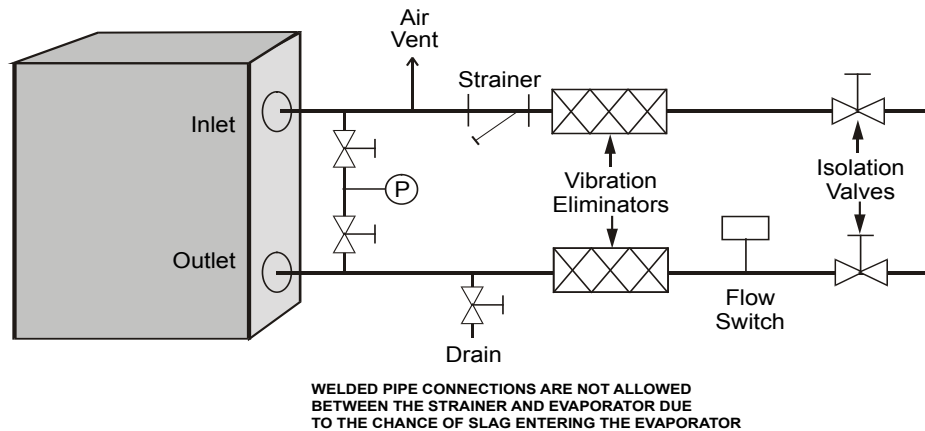 Air
Vent
Strainer
Inlet
P
Vibration
Eliminators
Isolation
Valves
Outlet
Flow
Switch
Drain
WELDED PIPE CONNECTIONS ARE NOT ALLOWED
BETWEEN THE STRAINER AND EVAPORATOR DUE
TO THE CHANCE OF SLAG ENTERING THE EVAPORATOR